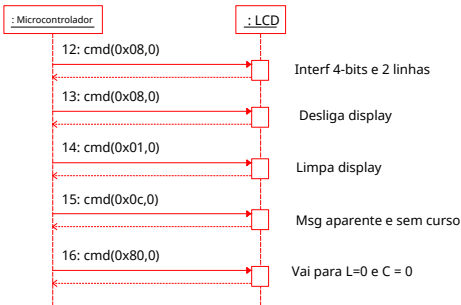 : Microcontrolador
: LCD
12: cmd(0x08,0)
Interf 4-bits e 2 linhas
13: cmd(0x08,0)
Desliga display
14: cmd(0x01,0)
Limpa display
15: cmd(0x0c,0)
Msg aparente e sem curso
16: cmd(0x80,0)
Vai para L=0 e C = 0